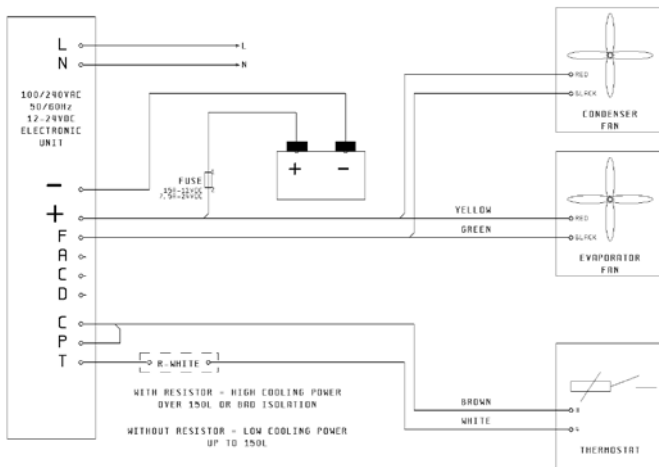 L
N
L
N
100/240VAC
50/60Hz
12-24VDC
ELECTRONIC
UNIT
-
+
F
A
C
D
C
P
T
FUSE
15A-12VDC
7.5A-24VDC
+ -
RED
BLACK
CONDENSER
FAN
YELLOW
GREEN
RED
BLACK
EVAPORATOR
FAN
R-WHITE
WITH RESISTOR = HIGH COOLING POWER
OVER 150L OR BAD ISOLATION
WITHOUT RESISTOR = LOW COOLING POWER
UP TO 150L
BROWN
WHITE
THERMOSTAT